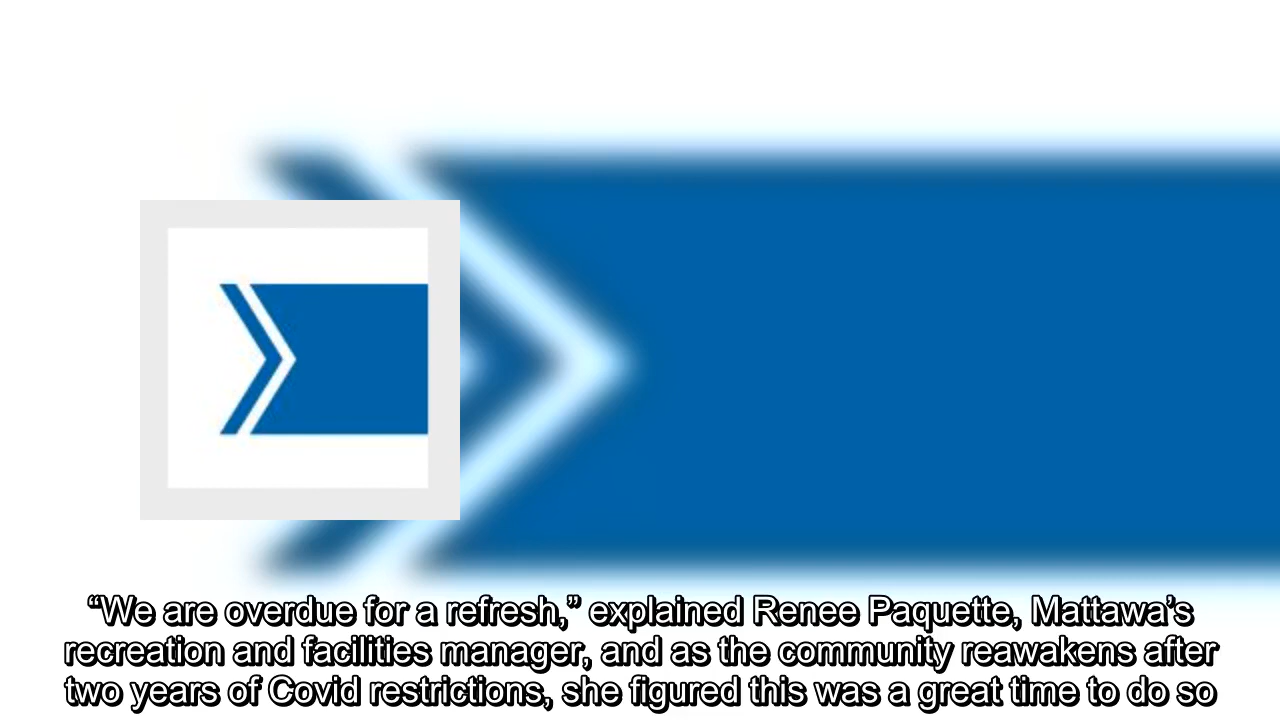 “We are overdue for a refresh,” explained Renee Paquette, Mattawa’s
recreation and facilities manager, and as the community reawakens after
two years of Covid restrictions, she figured this was a great time to do so